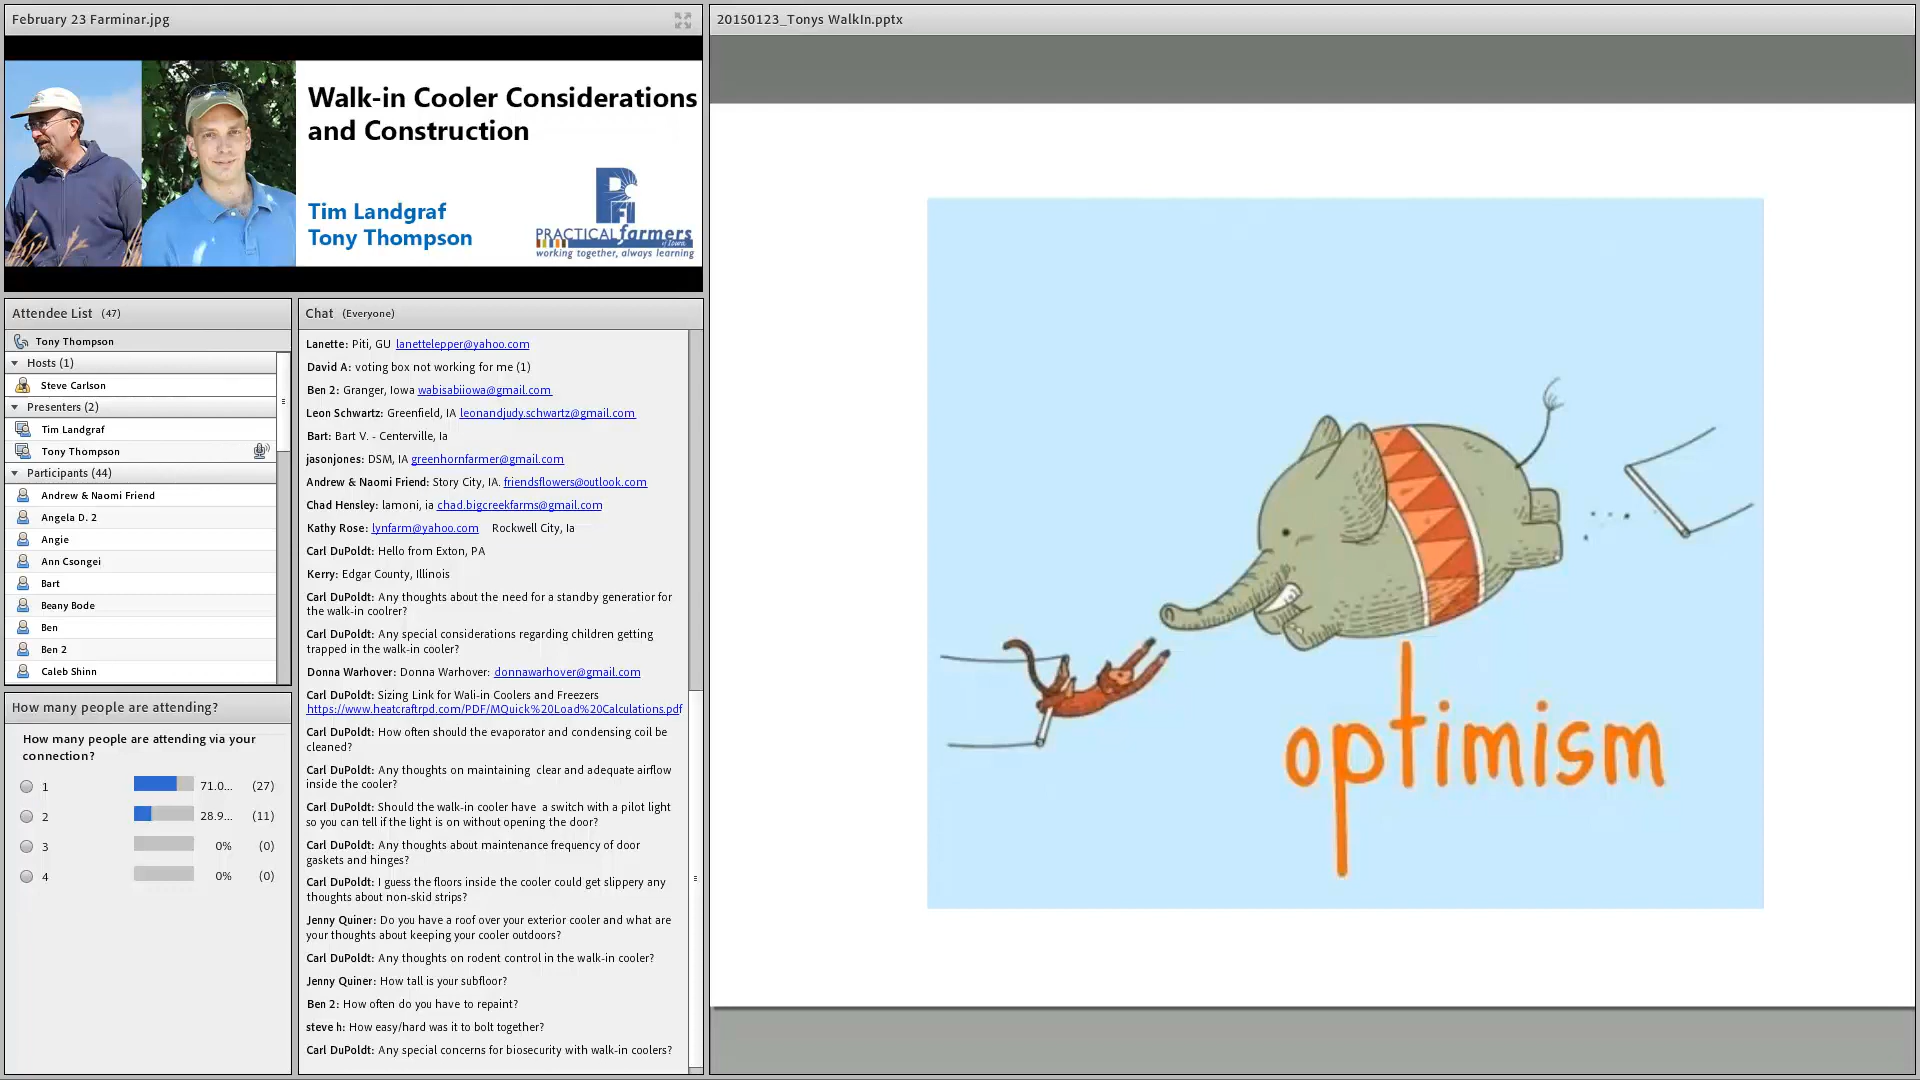 February 23 Farminar.jpg
Walk-in Cooler Considerations
and Construction
Tim Landgraf
Tony Thompson
PFI
PRACTICAL farmers
of Iowa
working together, always learning
Attendee List (47)
Tony Thompson
Hosts (1)
Steve Carlson
Presenters (2)
Tim Landgraf
Tony Thompson
Participants (44)
Andrew & Naomi Friend
Angela D. 2
Angie
Ann Csongei
Bart
Beany Bode
Ben
Ben 2
Caleb Shinn
How many people are attending?
How many people are attending via your
connection?
1 71.0... (27)
2 28.9... (11)
3 0% (0)
4 0% (0)
Chat (Everyone)
Lanette: Piti, GU lanettelepper@yahoo.com
David A: voting box not working for me (1)
Ben 2: Granger, Iowa wabisabiiowa@gmail.com
Leon Schwartz: Greenfield, IA leonandjudy.schwartz@gmail.com
Bart: Bart V. - Centerville, Ia
jasonjones: DSM, IA greenhornfarmer@gmail.com
Andrew & Naomi Friend: Story City, IA. friendsflowers@outlook.com
Chad Hensley: lamoni, ia chad.bigcreekfarms@gmail.com
Kathy Rose: lynfarm@yahoo.com Rockwell City, Ia
Carl DuPoldt: Hello from Exton, PA
Kerry: Edgar County, Illinois
Carl DuPoldt: Any thoughts about the need for a standby generatior for
the walk-in coolrer?
Carl DuPoldt: Any special considerations regarding children getting
trapped in the walk-in cooler?
Donna Warhover: Donna Warhover: donnawarhover@gmail.com
Carl DuPoldt: Sizing Link for Wali-in Coolers and Freezers
https://www.heatcraftrpd.com/PDF/MQuick%20Load%20Calculations.pdf
Carl DuPoldt: How often should the evaporator and condensing coil be
cleaned?
Carl DuPoldt: Any thoughts on maintaining clear and adequate airflow
inside the cooler?
Carl DuPoldt: Should the walk-in cooler have a switch with a pilot light
so you can tell if the light is on without opening the door?
Carl DuPoldt: Any thoughts about maintenance frequency of door
gaskets and hinges?
Carl DuPoldt: I guess the floors inside the cooler could get slippery any
thoughts about non-skid strips?
Jenny Quiner: Do you have a roof over your exterior cooler and what are
your thoughts about keeping your cooler outdoors?
Carl DuPoldt: Any thoughts on rodent control in the walk-in cooler?
Jenny Quiner: How tall is your subfloor?
Ben 2: How often do you have to repaint?
steve h: How easy/hard was it to bolt together?
Carl DuPoldt: Any special concerns for biosecurity with walk-in coolers?
20150123_Tonys WalkIn.pptx
optimism